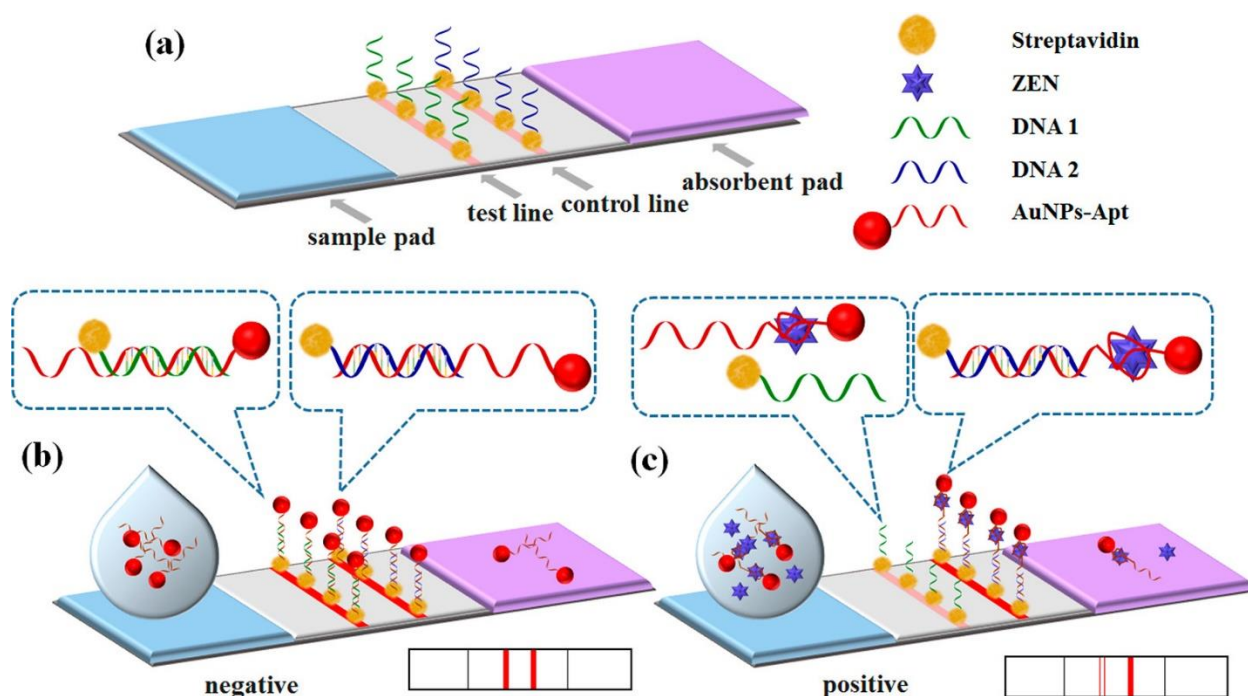 (a)
Streptavidin
ZEN
DNA 1
DNA 2
AuNPs-Apt
absorbent pad
control line
test line
sample pad
(b)
(c)
negative
positive